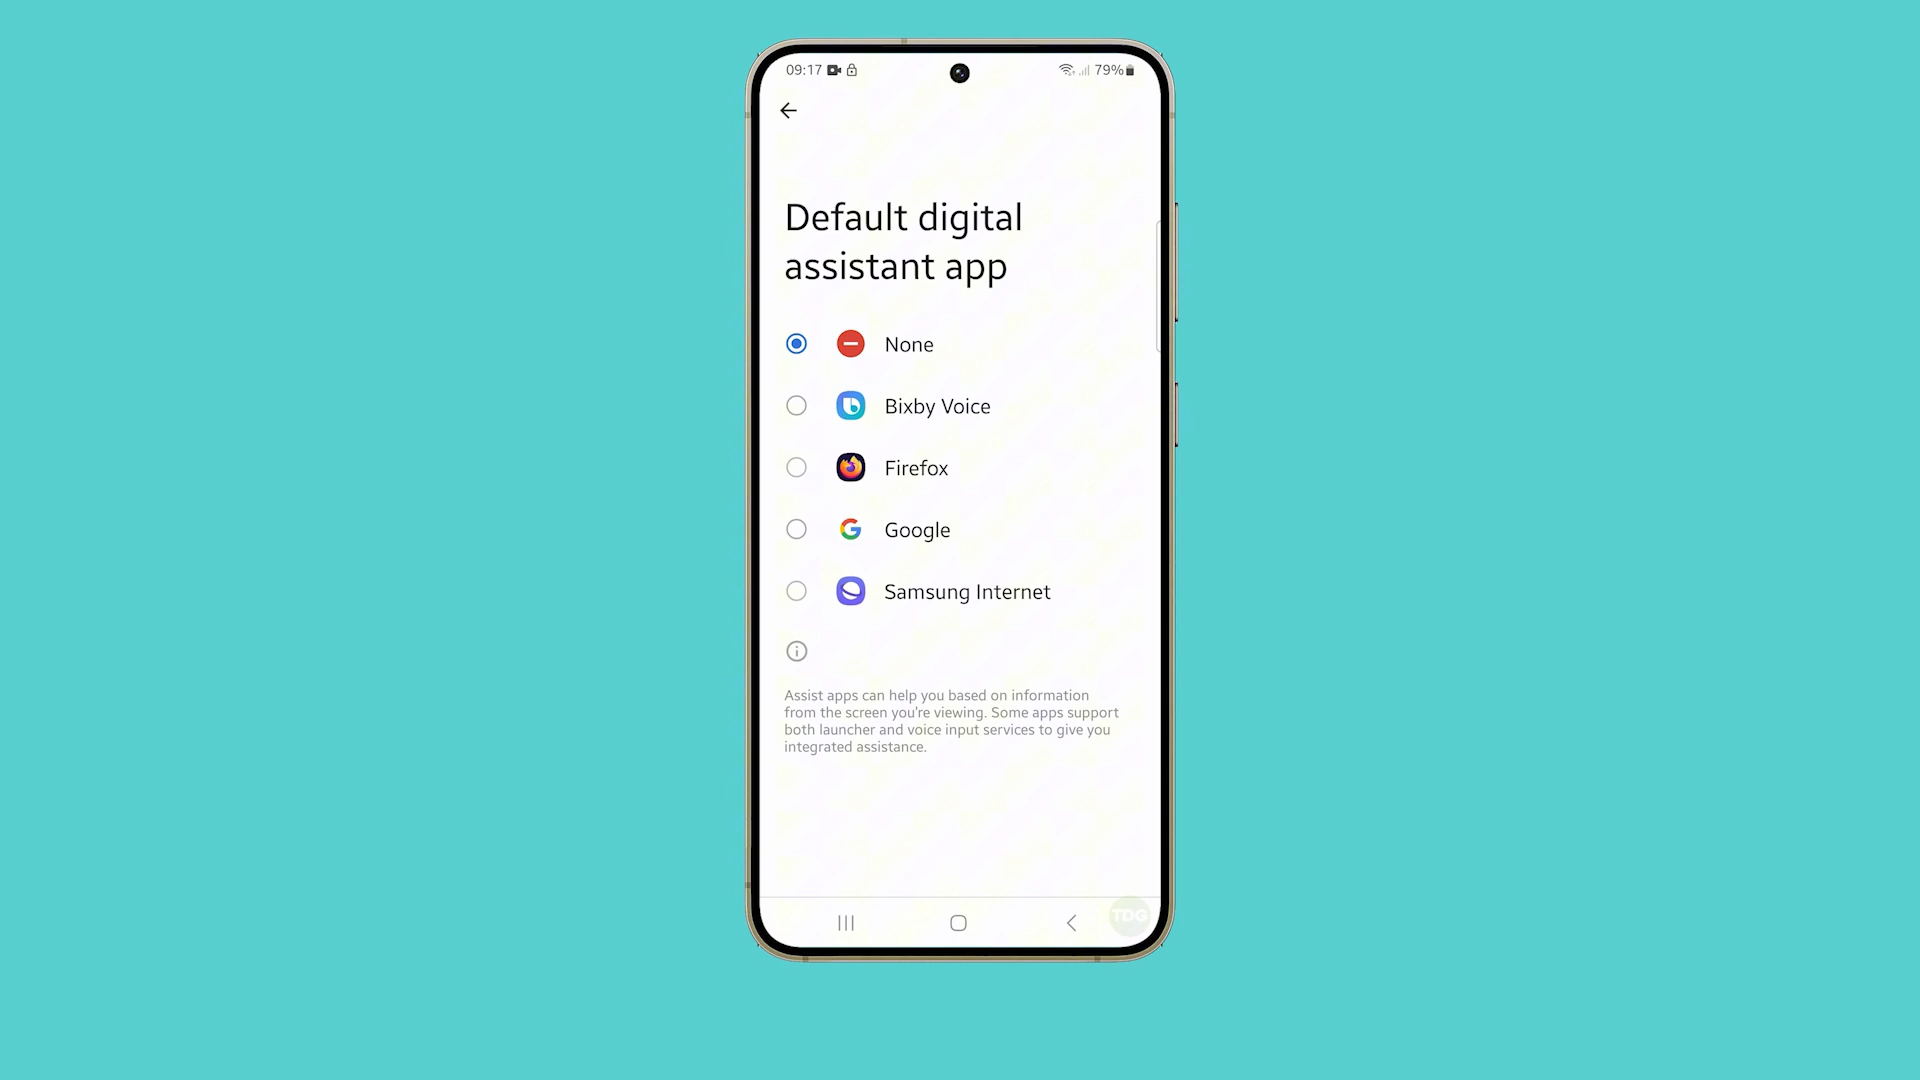 09:17
79%
Default digital
assistant app
None
Bixby Voice
Firefox
Google
Samsung Internet
Assist apps can help you based on information
from the screen you're viewing. Some apps support
both launcher and voice input services to give you
integrated assistance.
TDG